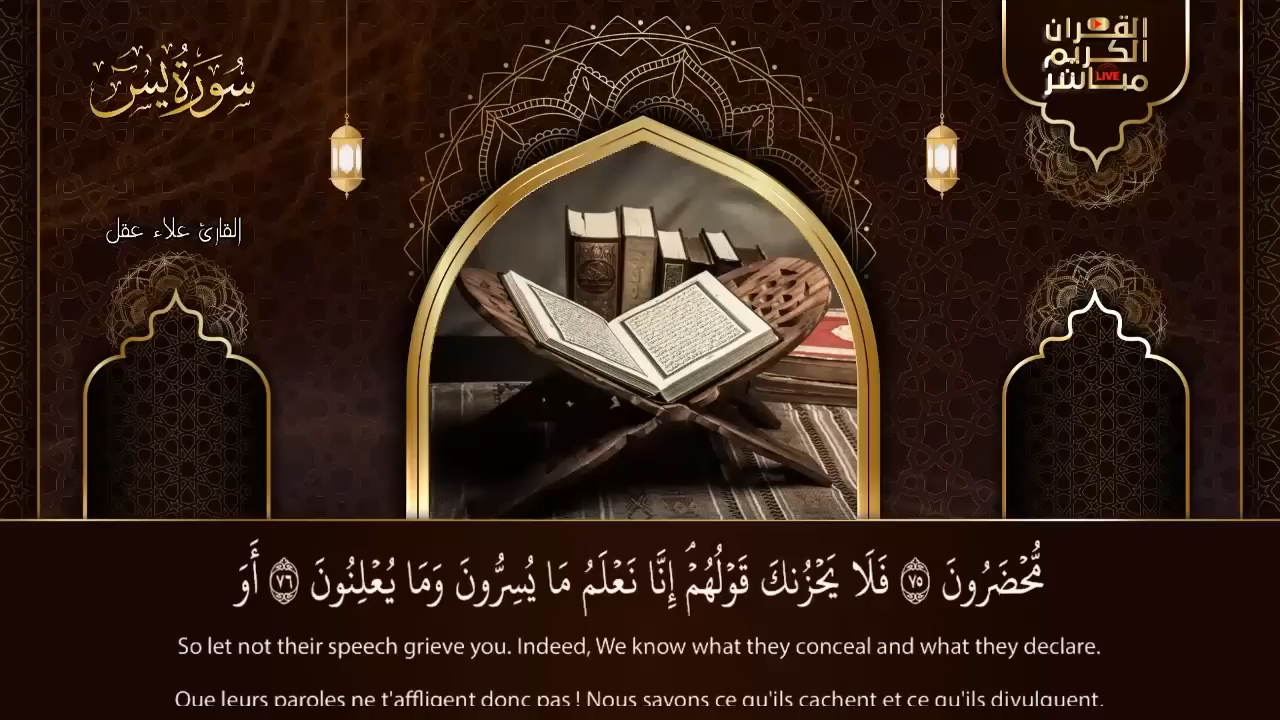 سُورَةُ يسٓ
القرآن
الكريم
مباشر
LIVE
القارئ علاء عقل
مُّحْضَرُونَ ٧٥ فَلَا يَحْزُنكَ قَوْلُهُمْ ۘ إِنَّا نَعْلَمُ مَا يُسِرُّونَ وَمَا يُعْلِنُونَ ٧٦ أَوَ
So let not their speech grieve you. Indeed, We know what they conceal and what they declare.
Que leurs paroles ne t'affligent donc pas ! Nous savons ce qu'ils cachent et ce qu'ils divulguent.